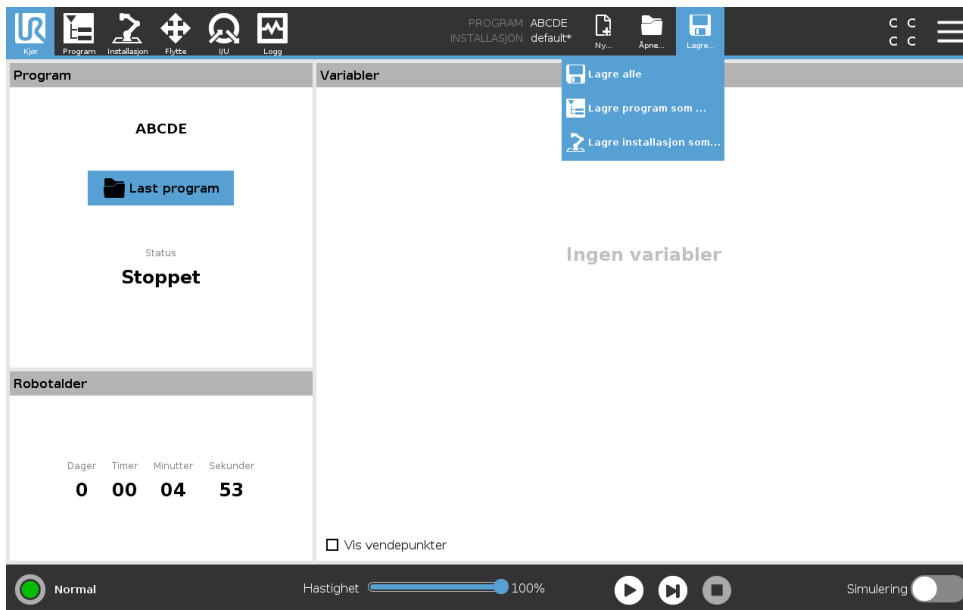 PROGRAM ABCDE
INSTALLASJON default*
Kjør Program Installasjon Flytte I/U Logg
Ny... Åpne... Lagre...
C C
C C
Lagre alle
Lagre program som ...
Lagre installasjon som...
Program
ABCDE
Last program
Status
Stoppet
Variabler
Ingen variabler
Robotalder
Dager Timer Minutter Sekunder
0 00 04 53
Vis vendepunkter
Normal
Hastighet 100%
Simulering